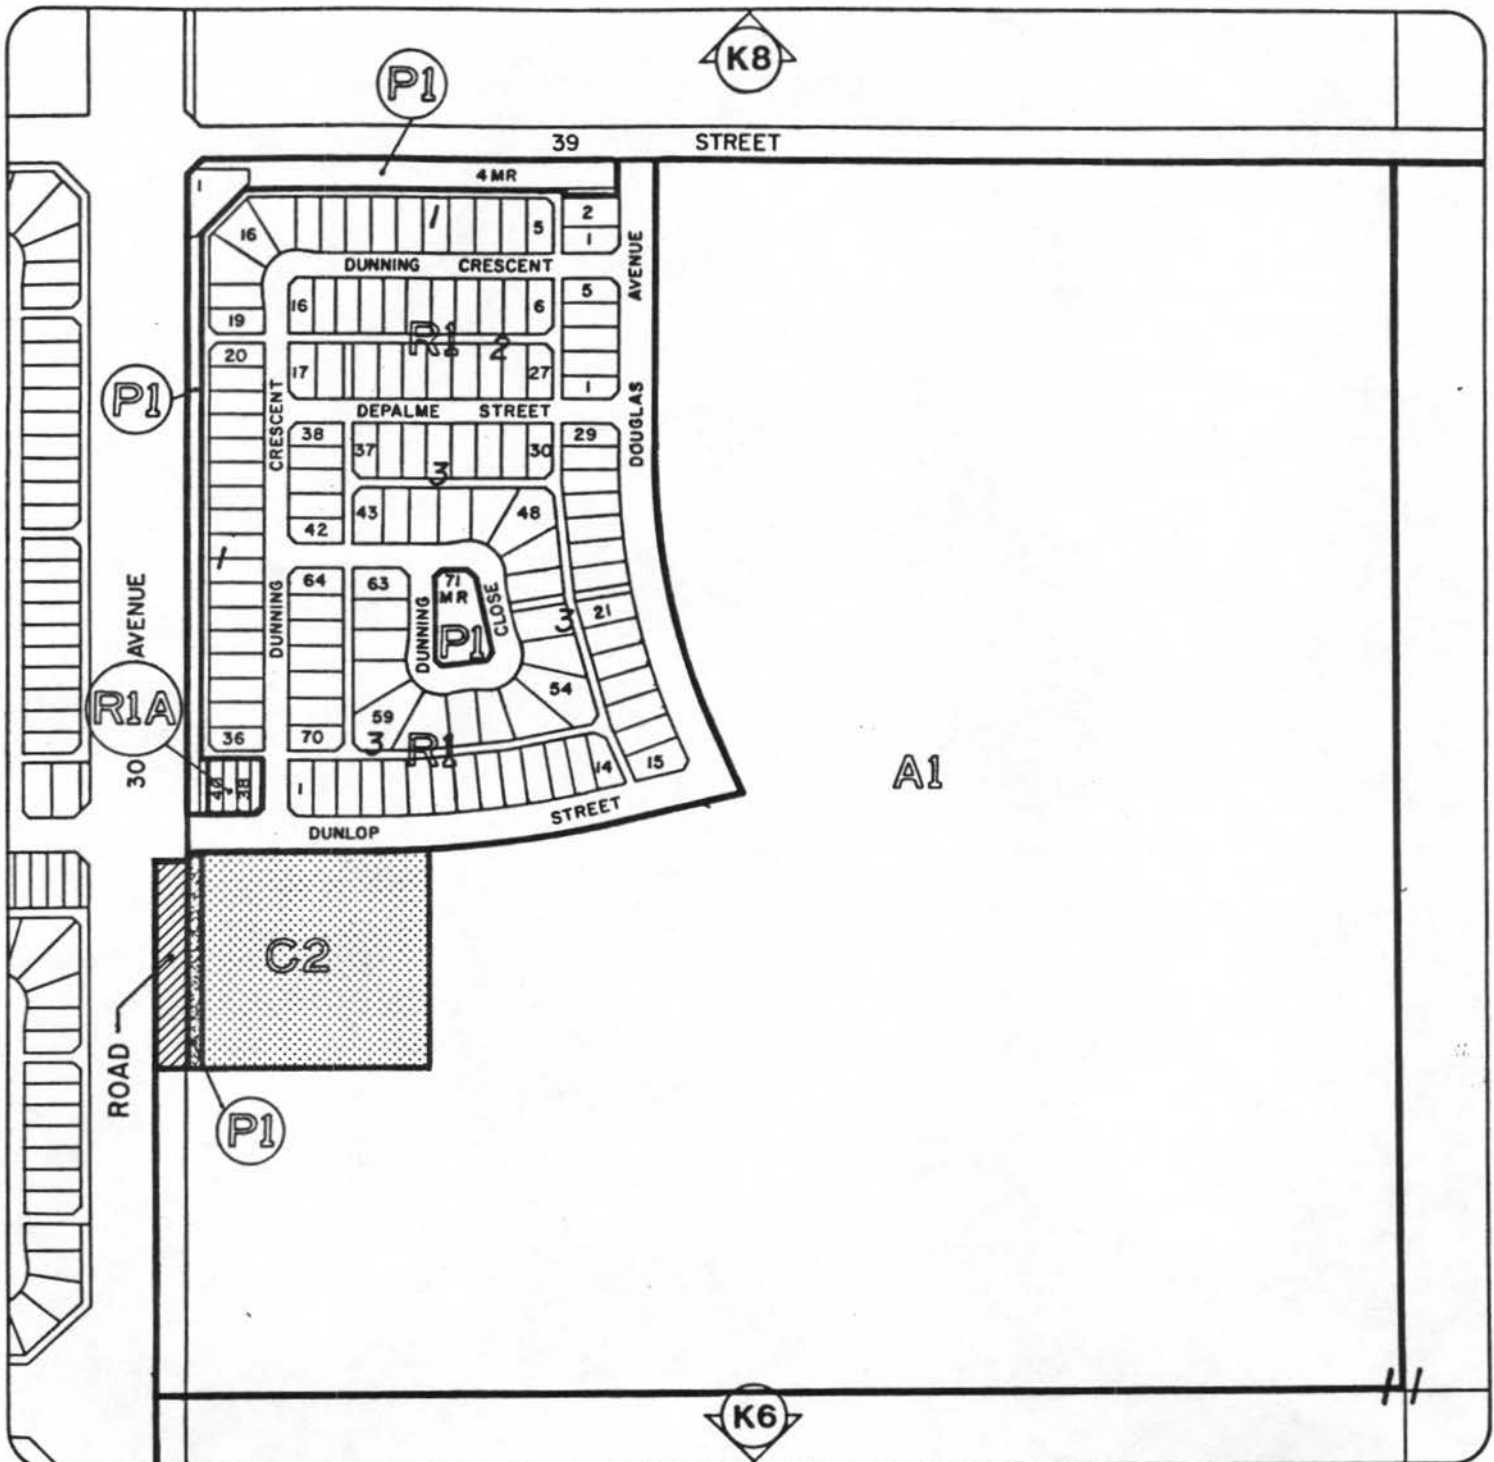 K8
P1
39 STREET
4MR
1
2
1
16
5
1
DUNNING CRESCENT
AVENUE
5
16
6
19
R1 2
20
17
27
1
P1
DEPALME STREET
DOUGLAS
CRESCENT
38
37
30
29
3
43
48
42
1
64
63
71
MR
P1
DUNNING
CLOSE
DUNNING
21
3
30 AVENUE
R1A
54
59
36
70
3 R1
40
38
1
14
15
A1
DUNLOP STREET
C2
ROAD
P1
K6